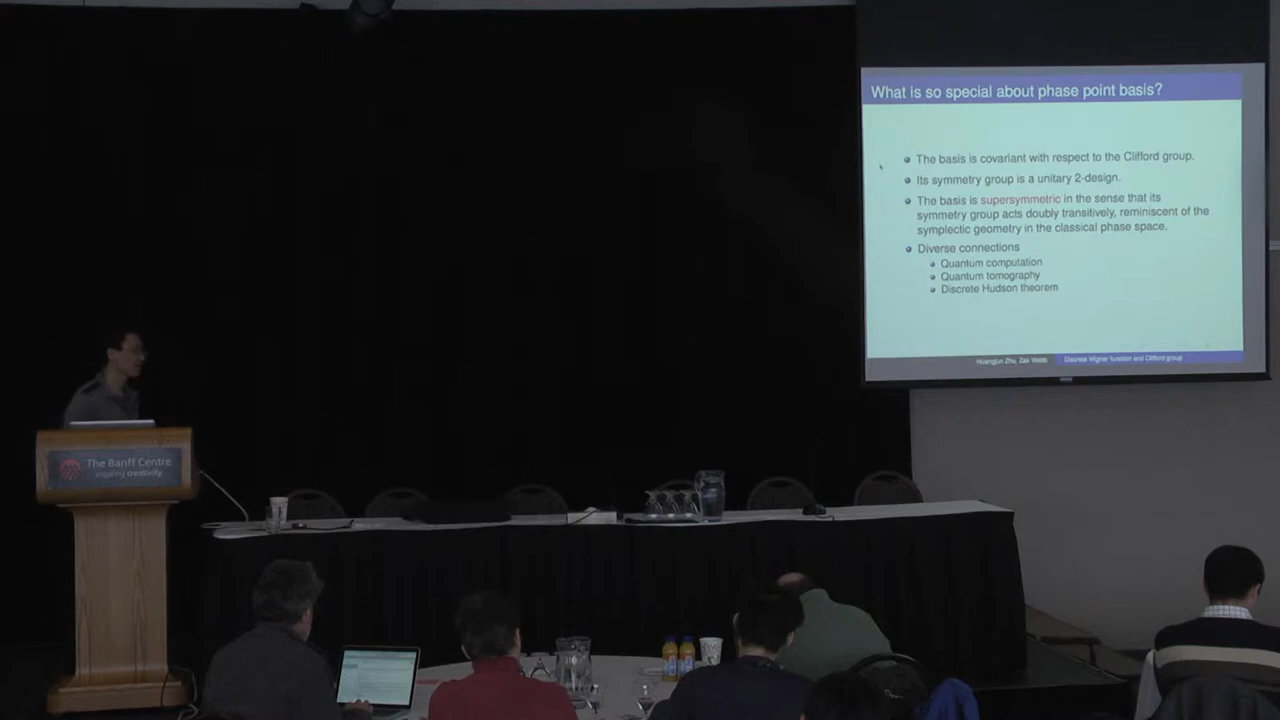 What is so special about phase point basis?
The basis is covariant with respect to the Clifford group.
Its symmetry group is a unitary 2-design.
The basis is supersymmetric in the sense that its
symmetry group acts doubly transitively, reminiscent of the
symplectic geometry in the classical phase space.
Diverse connections
Quantum computation
Quantum tomography
Discrete Hudson theorem
Huangjun Zhu, Zak Webb
Discrete Wigner function and Clifford group
The Banff Centre
inspiring creativity